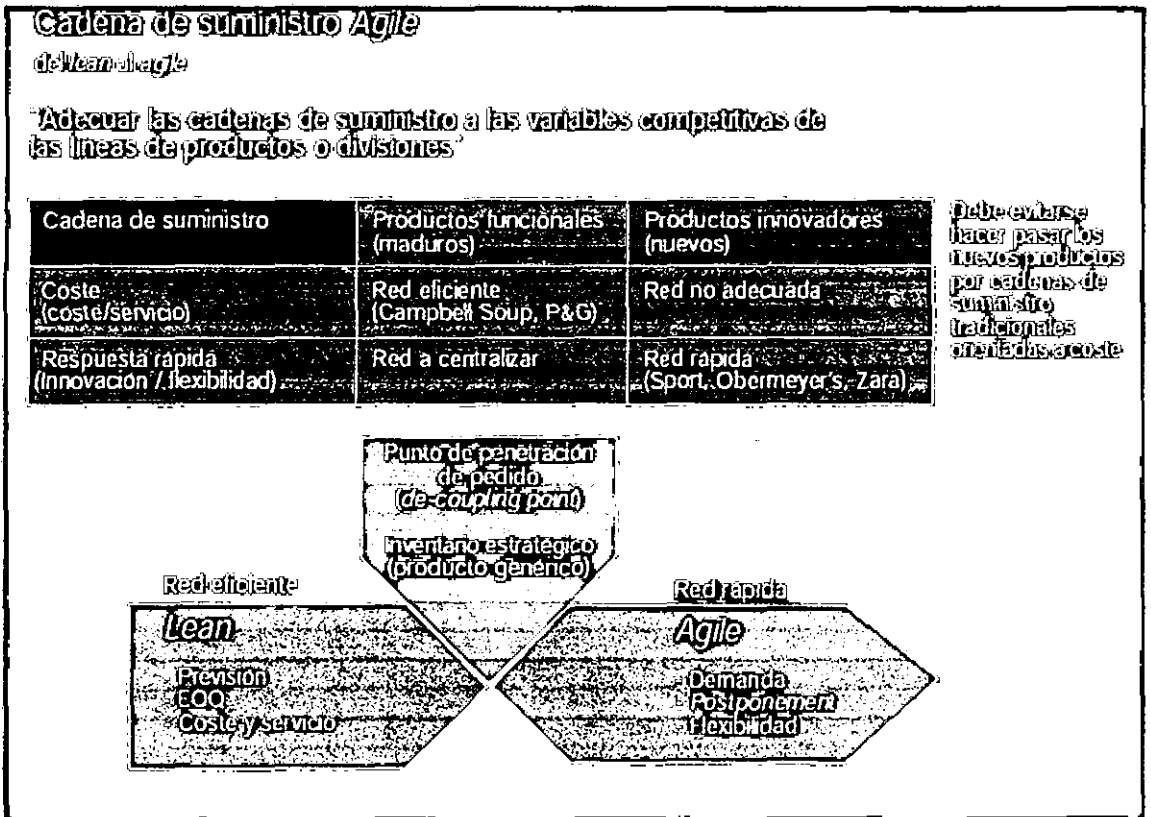 Cadena de suministro Agile
del lean al agile
"Adecuar las cadenas de suministro a las variables competitivas de
las líneas de productos o divisiones"
Cadena de suministro
Productos funcionales
(maduros)
Productos innovadores
(nuevos)
Coste
(coste/servicio)
Red eficiente
(Campbell Soup, P&G)
Red no adecuada
Respuesta rápida
(Innovación / flexibilidad)
Red a centralizar
Red rápida
(Sport, Obermeyer's, Zara)
Debe evitarse
hacer pasar los
nuevos productos
por cadenas de
suministro
tradicionales
orientadas a coste
Punto de penetración
de pedido
(de-coupling point)
Inventario estratégico
(producto genérico)
Red eficiente
Lean
Previsión
EOQ
Coste y servicio
Red rápida
Agile
Demanda
Postponement
Flexibilidad